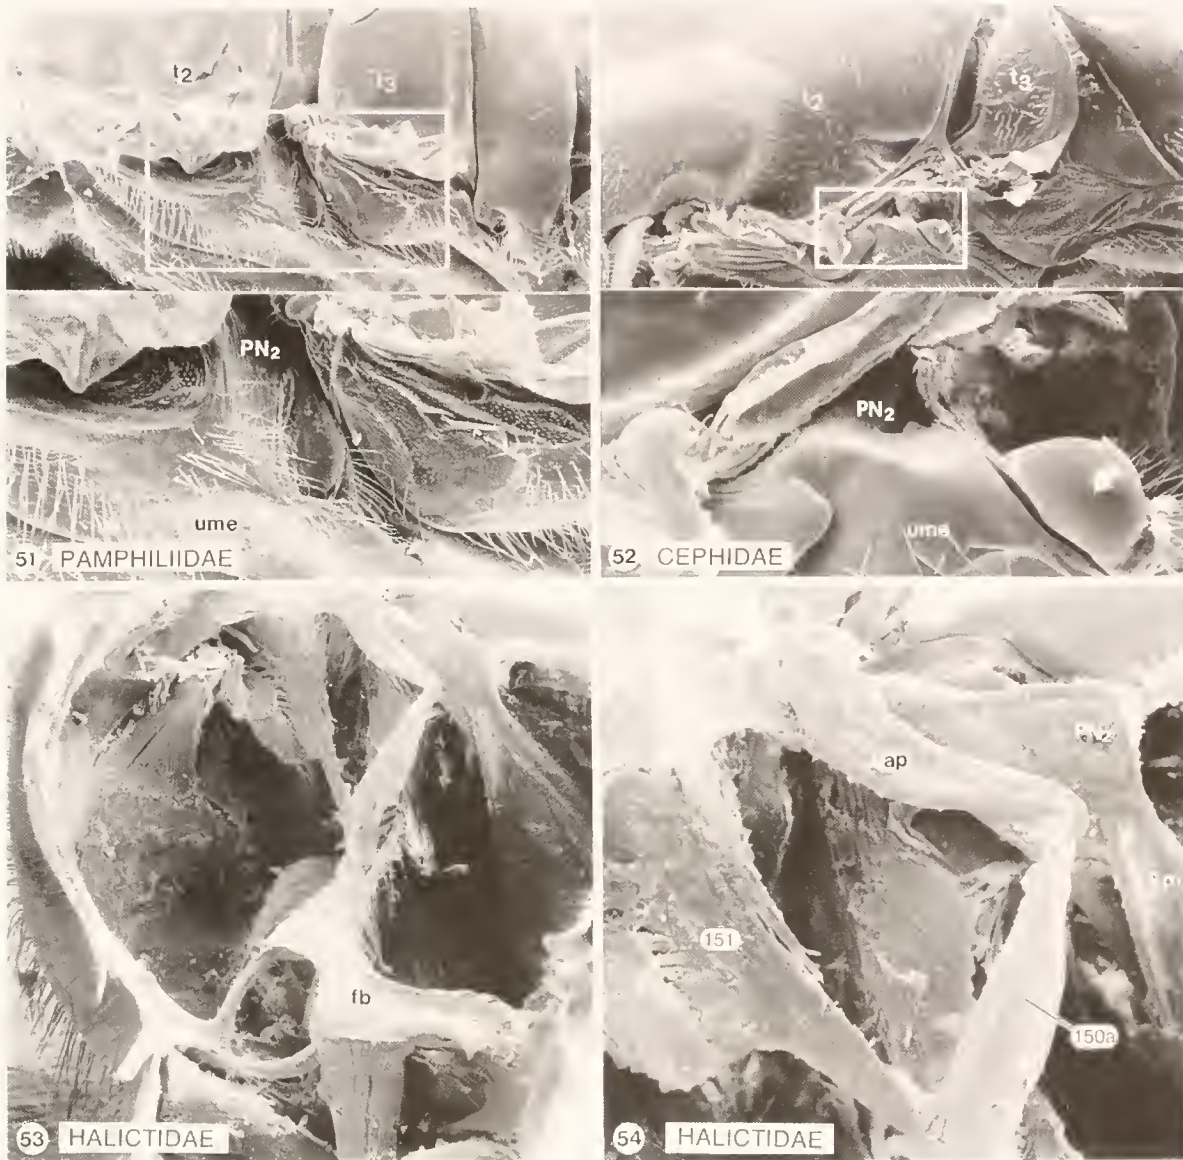 t2
t3
t2
t3
PN2
PN2
ume
ume
51 PAMPHILIIDAE
52 CEPHIDAE
ap
PN2
151
fb
150a
53 HALICTIDAE
54 HALICTIDAE